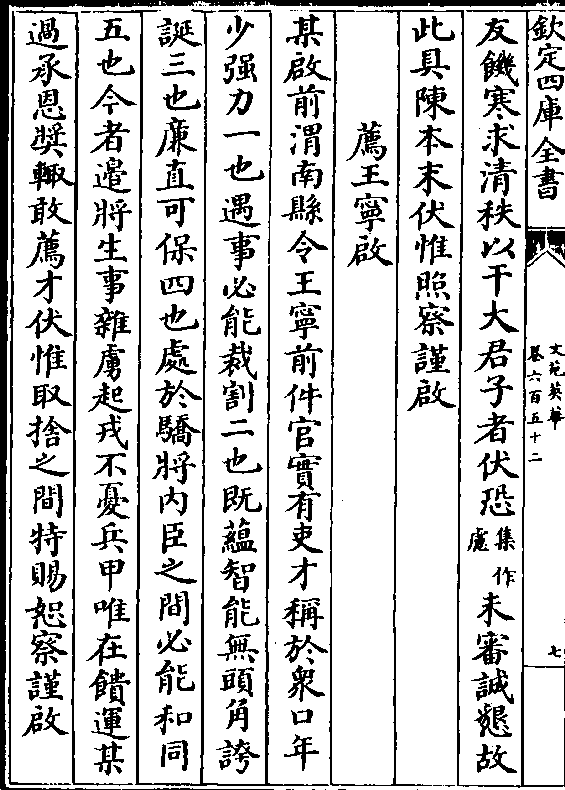 欽定四庫全書
文苑英華
卷六百五十二
七
友饑寒求清秩以干大君子者伏恐集作慮未審誠懇故
此具陳本末伏惟照察謹啟
薦王寧啟
某啟前渭南縣令王寧前件官實有吏才稱於衆口年
少强力一也遇事必能裁割二也既藴智能無頭角誇
誕三也廉直可保四也處於驕將内臣之間必能和同
五也今者邉將生事雜虜起戎不憂兵甲唯在饋運某
過承恩奬輙敢薦才伏惟取捨之間特賜恕察謹啟